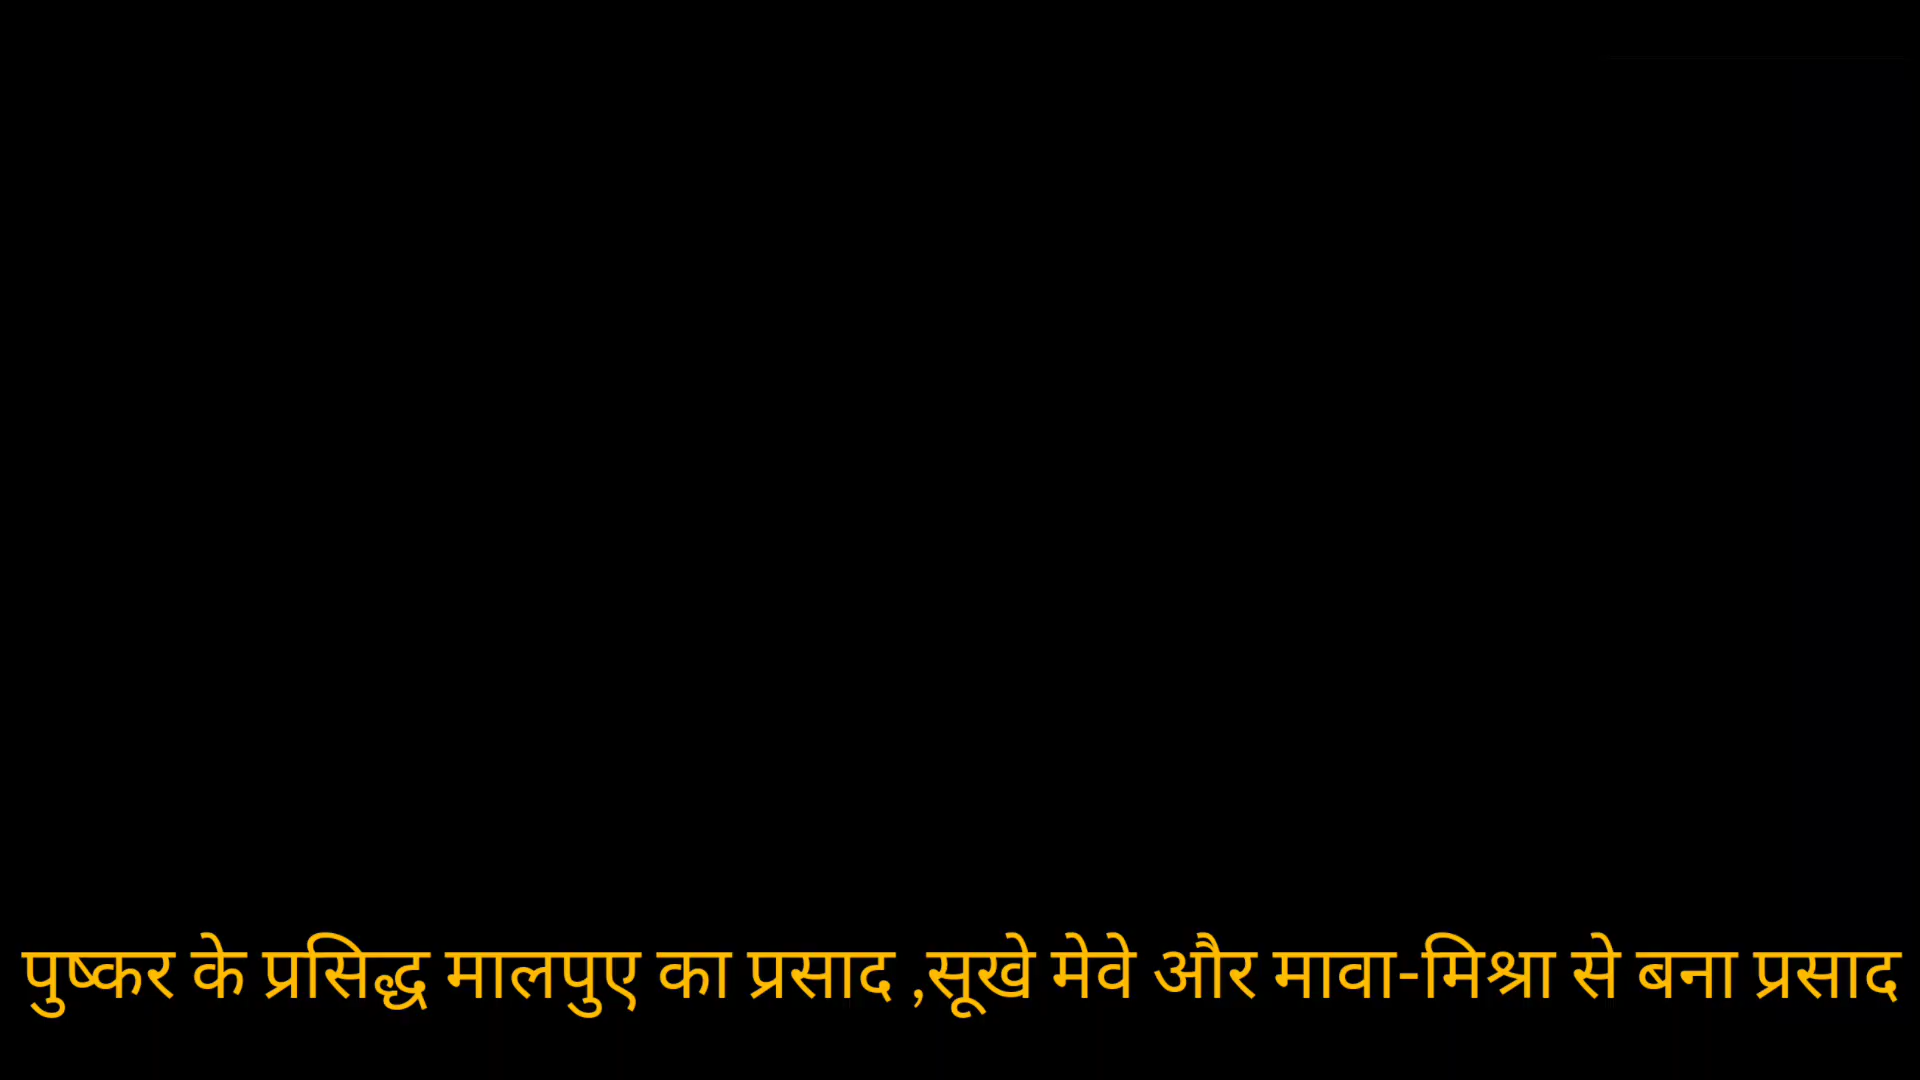 पुष्कर के प्रसिद्ध मालपुए का प्रसाद ,सूखे मेवे और मावा-मिश्रा से बना प्रसाद